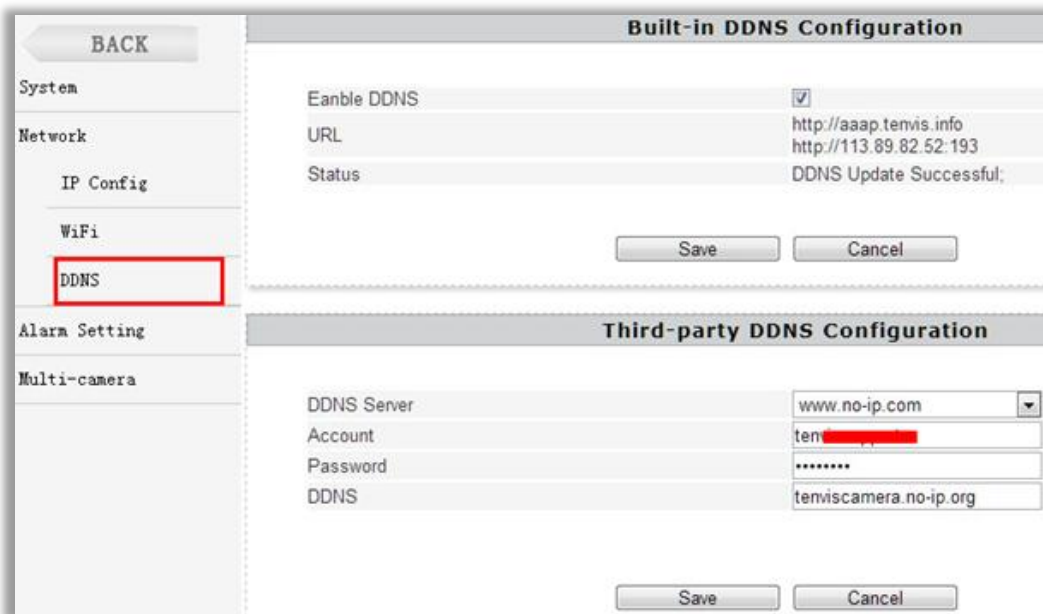 BACK
System
Network
IP Config
WiFi
DDNS
Alarm Setting
Multi-camera
Built-in DDNS Configuration
Eanble DDNS
URL http://aaap.tenvis.info
http://113.89.82.52:193
Status DDNS Update Successful;
Save Cancel
Third-party DDNS Configuration
DDNS Server www.no-ip.com
Account
Password ••••••••
DDNS tenviscamera.no-ip.org
Save Cancel